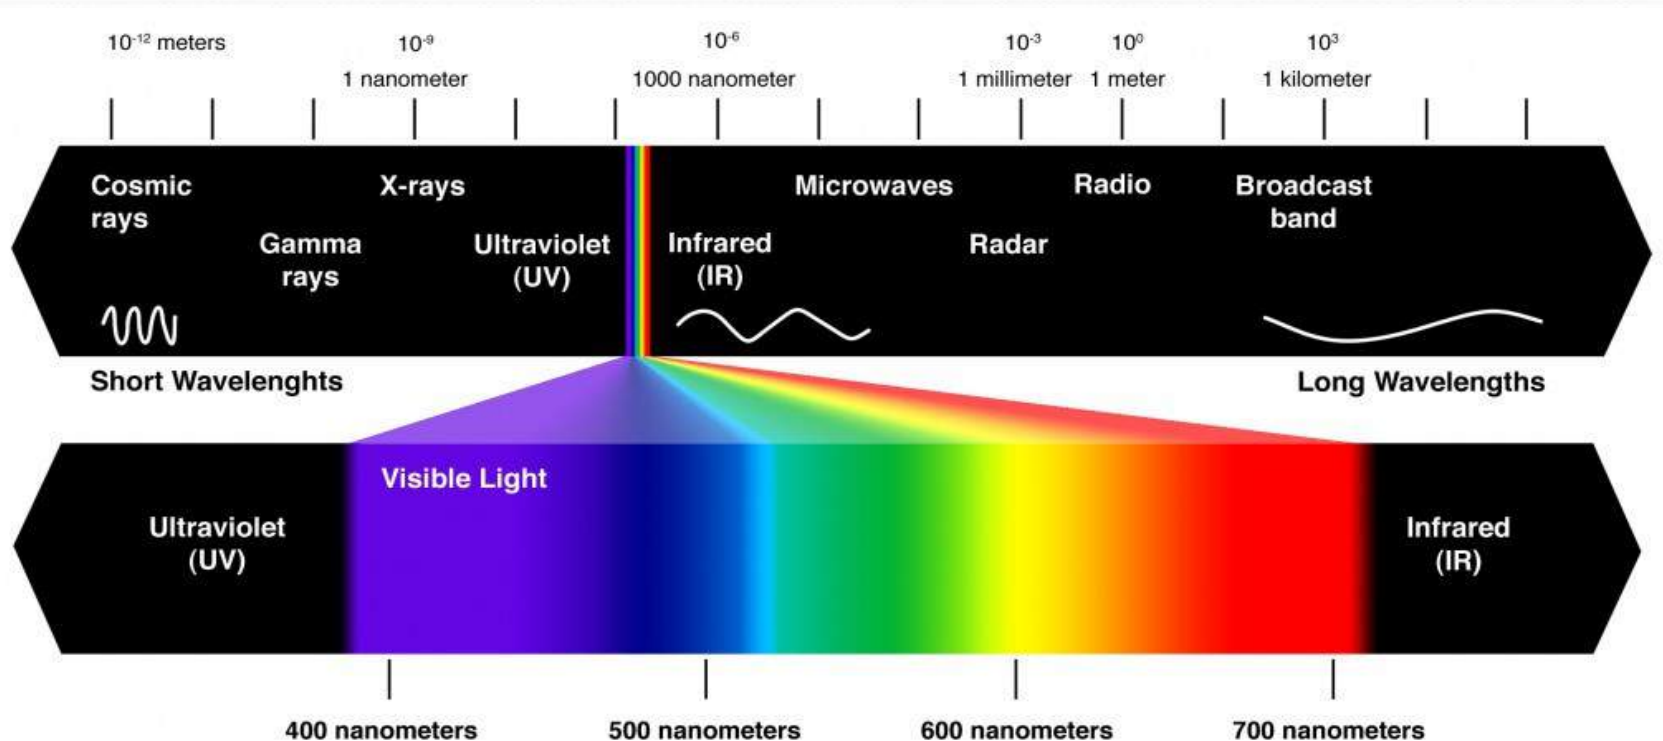 10⁻¹² meters
10⁻⁹
10⁻⁶
10⁻³
10⁰
10³
1 nanometer
1000 nanometer
1 millimeter
1 meter
1 kilometer
Cosmic
rays
Gamma
rays
X-rays
Ultraviolet
(UV)
Infrared
(IR)
Microwaves
Radar
Radio
Broadcast
band
Short Wavelenghts
Long Wavelengths
Visible Light
Ultraviolet
(UV)
Infrared
(IR)
400 nanometers
500 nanometers
600 nanometers
700 nanometers